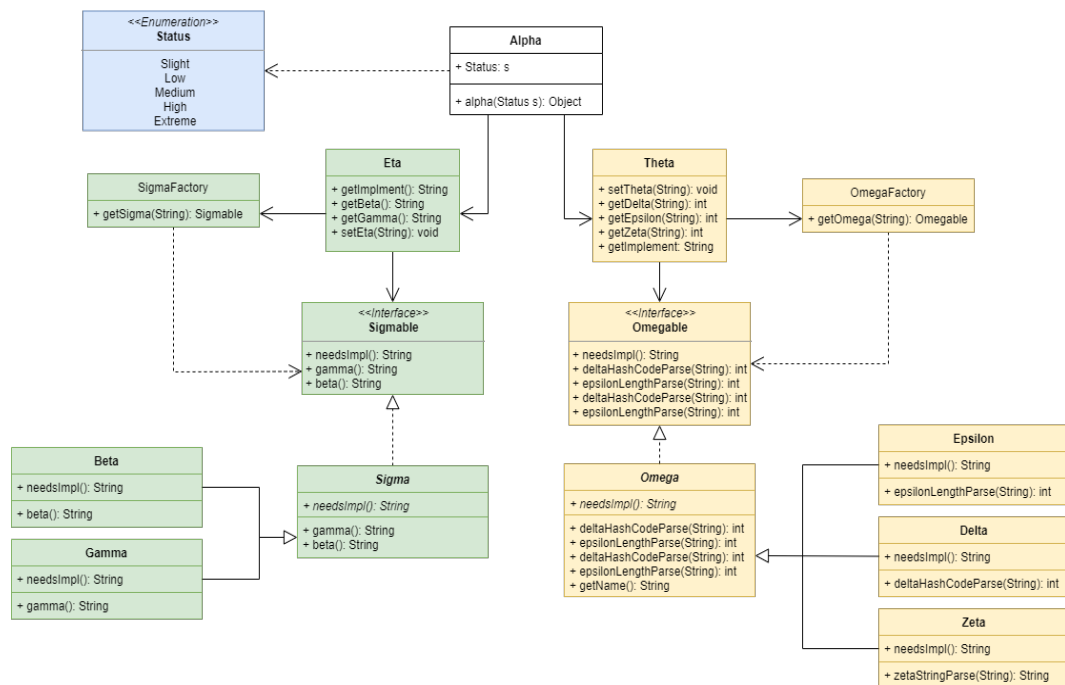 <<Enumeration>>
Status
Slight
Low
Medium
High
Extreme
Alpha
+ Status: s
+ alpha(Status s): Object
SigmaFactory
+ getSigma(String): Sigmable
Eta
+ getImplment(): String
+ getBeta(): String
+ getGamma(): String
+ setEta(String): void
Theta
+ setTheta(String): void
+ getDelta(String): int
+ getEpsilon(String): int
+ getZeta(String): int
+ getImplement: String
OmegaFactory
+ getOmega(String): Omegable
<<Interface>>
Sigmable
+ needsImpl(): String
+ gamma(): String
+ beta(): String
<<Interface>>
Omegable
+ needsImpl(): String
+ deltaHashCodeParse(String): int
+ epsilonLengthParse(String): int
+ deltaHashCodeParse(String): int
+ epsilonLengthParse(String): int
Beta
+ needsImpl(): String
+ beta(): String
Gamma
+ needsImpl(): String
+ gamma(): String
Sigma
+ needsImpl(): String
+ gamma(): String
+ beta(): String
Omega
+ needsImpl(): String
+ deltaHashCodeParse(String): int
+ epsilonLengthParse(String): int
+ deltaHashCodeParse(String): int
+ epsilonLengthParse(String): int
+ getName(): String
Epsilon
+ needsImpl(): String
+ epsilonLengthParse(String): int
Delta
+ needsImpl(): String
+ deltaHashCodeParse(String): int
Zeta
+ needsImpl(): String
+ zetaStringParse(String): String